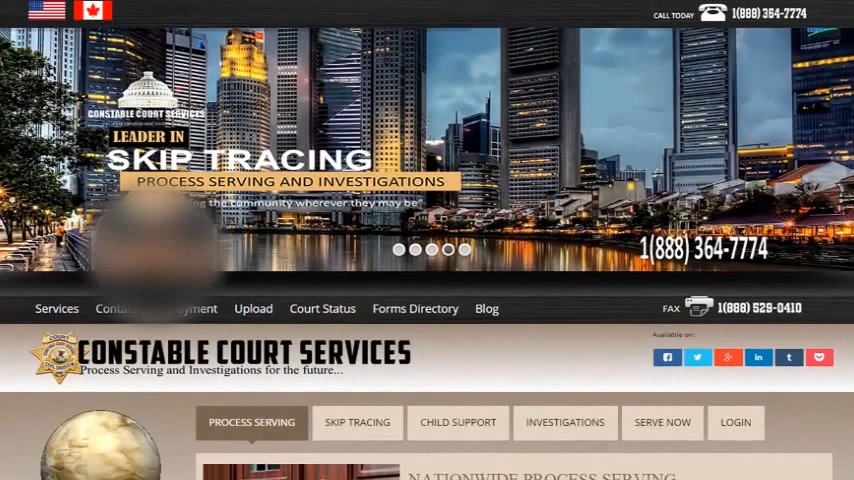 CALL TODAY 1(888) 364-7774
CONSTABLE COURT SERVICES
LEADER IN
SKIP TRACING
PROCESS SERVING AND INVESTIGATIONS
the community wherever they may be"
1(888) 364-7774
Services Upload Court Status Forms Directory Blog
FAX 1(888) 529-0410
Available on:
COURT
CONSTABLE COURT SERVICES
Process Serving and Investigations for the future...
PROCESS SERVING SKIP TRACING CHILD SUPPORT INVESTIGATIONS SERVE NOW LOGIN
NATIONWIDE PROCESS SERVING